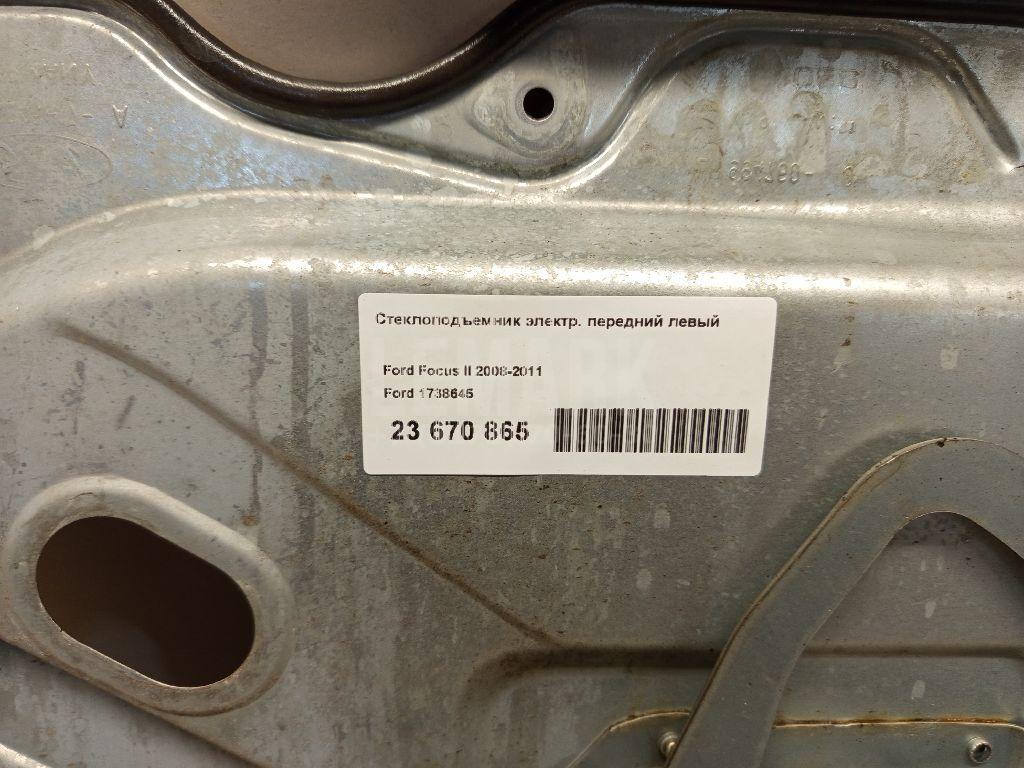 Стеклоподъемник электр. передний левый
Ford Focus II 2008-2011
Ford 1738645
23 670 865